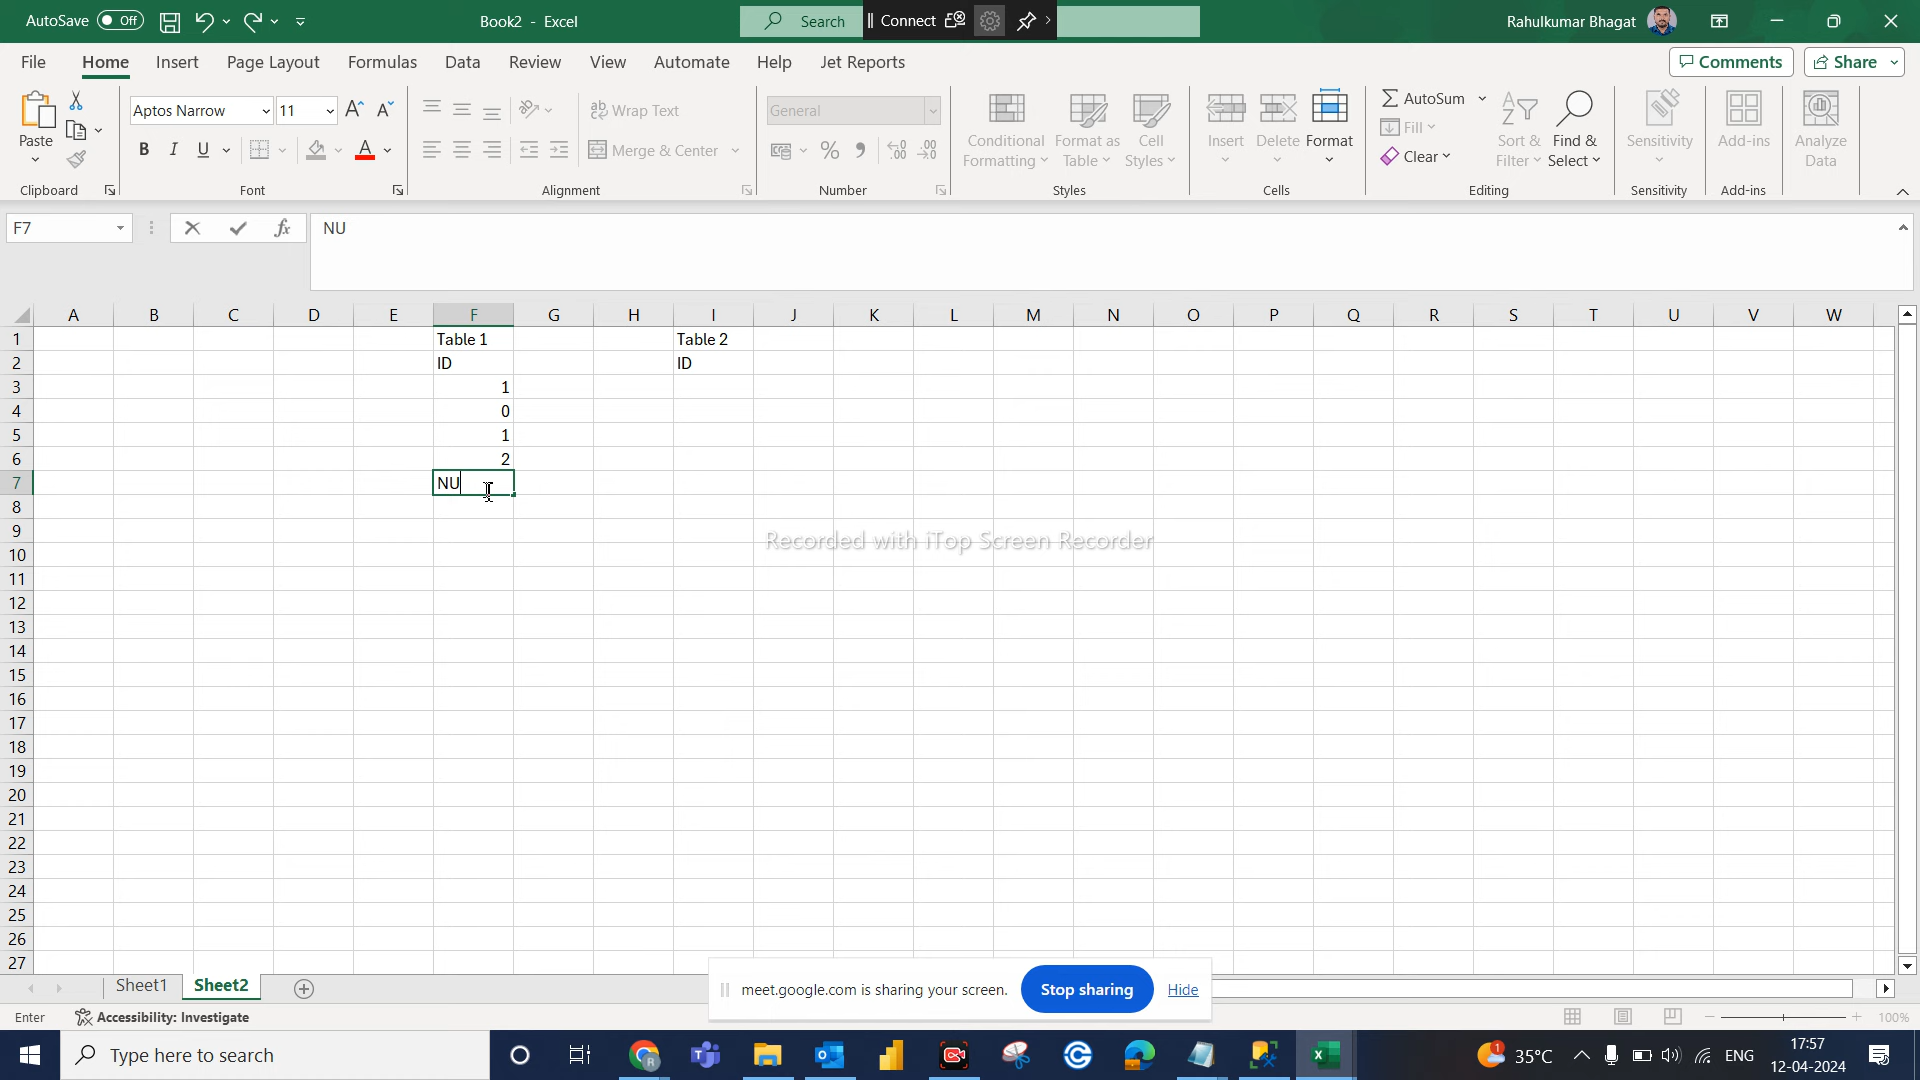 AutoSave Off Book2 - Excel Search Connect Rahulkumar Bhagat
File Home Insert Page Layout Formulas Data Review View Automate Help Jet Reports Comments Share
Paste Aptos Narrow 11 Wrap Text General Conditional Formatting Format as Table Cell Styles Insert Delete Format AutoSum Sort & Filter Find & Select Sensitivity Add-ins Analyze Data
B I U Merge & Center % Fill Clear
Clipboard Font Alignment Number Styles Cells Editing Sensitivity Add-ins
F7 fx NU
A B C D E F G H I J K L M N O P Q R S T U V W
1 Table 1 Table 2
2 ID ID
3 1
4 0
5 1
6 2
7 NU
8
9
Recorded with iTop Screen Recorder
10
11
12
13
14
15
16
17
18
19
20
21
22
23
24
25
26
27
Sheet1 Sheet2 meet.google.com is sharing your screen. Stop sharing Hide
Enter Accessibility: Investigate 100%
Type here to search 1 35°C ENG 17:57
12-04-2024